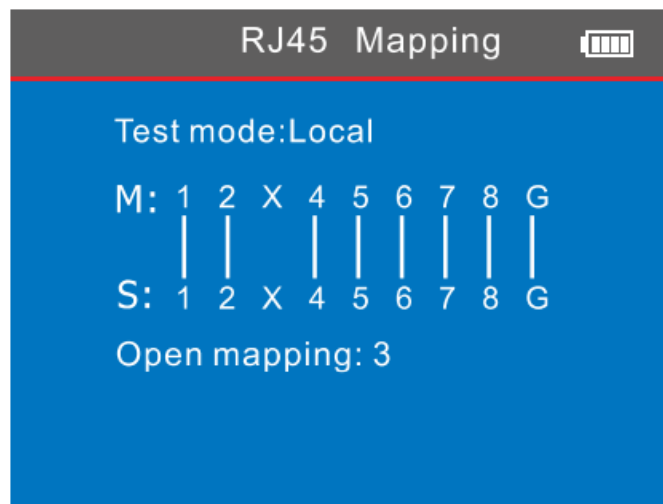 RJ45 Mapping
Test mode:Local
M: 1 2 X 4 5 6 7 8 G
S: 1 2 X 4 5 6 7 8 G
Open mapping: 3